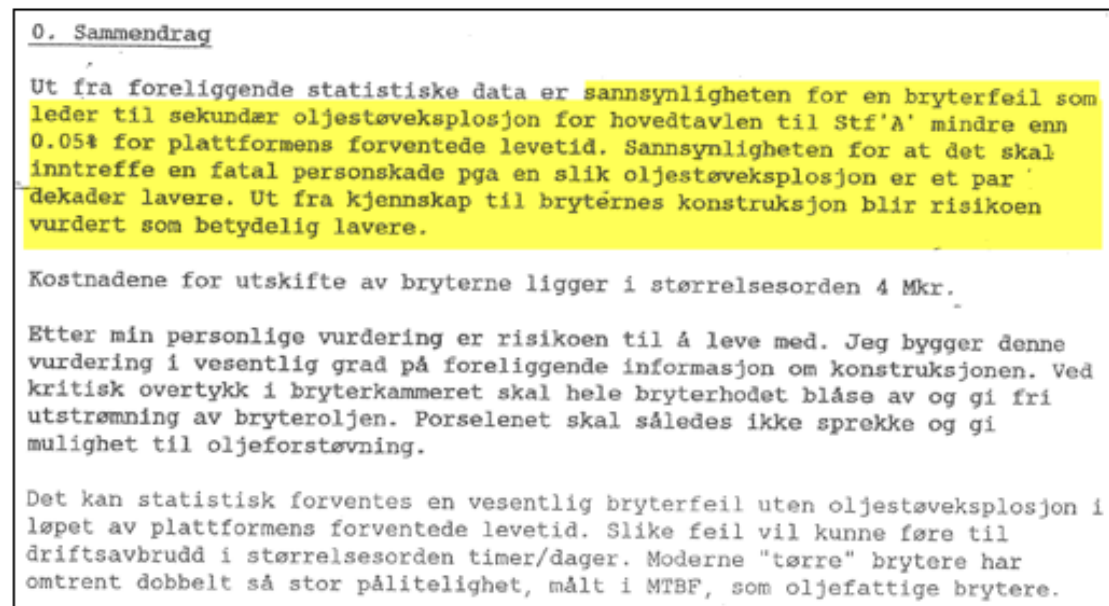 0. Sammendrag
Ut fra foreliggende statistiske data er sannsynligheten for en bryterfeil som
leder til sekundær oljestøveksplosjon for hovedtavlen til Stf'A' mindre enn
0.05% for plattformens forventede levetid. Sannsynligheten for at det skal
inntreffe en fatal personskade pga en slik oljestøveksplosjon er et par
dekader lavere. Ut fra kjennskap til bryternes konstruksjon blir risikoen
vurdert som betydelig lavere.
Kostnadene for utskifte av bryterne ligger i størrelsesorden 4 Mkr.
Etter min personlige vurdering er risikoen til å leve med. Jeg bygger denne
vurdering i vesentlig grad på foreliggende informasjon om konstruksjonen. Ved
kritisk overtykk i bryterkammeret skal hele bryterhodet blåse av og gi fri
utstrømning av bryteroljen. Porselenet skal således ikke sprekke og gi
mulighet til oljeforstøvning.
Det kan statistisk forventes en vesentlig bryterfeil uten oljestøveksplosjon i
løpet av plattformens forventede levetid. Slike feil vil kunne føre til
driftsavbrudd i størrelsesorden timer/dager. Moderne "tørre" brytere har
omtrent dobbelt så stor pålitelighet, målt i MTBF, som oljefattige brytere.